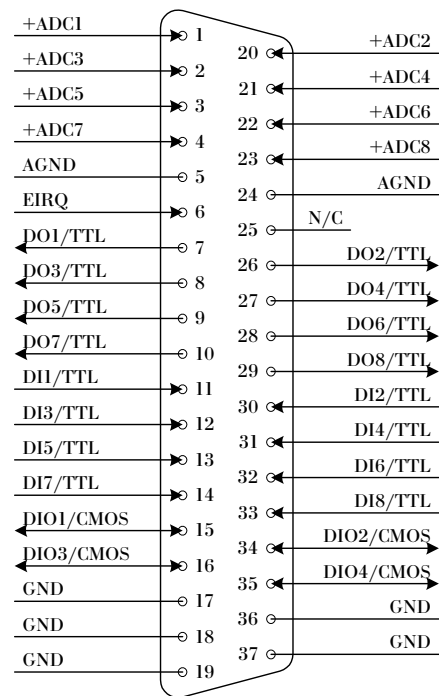 +ADC1 1
20 +ADC2
+ADC3 2
21 +ADC4
+ADC5 3
22 +ADC6
+ADC7 4
23 +ADC8
AGND 5
24 AGND
EIRQ 6
25 N/C
DO1/TTL 7
26 DO2/TTL
DO3/TTL 8
27 DO4/TTL
DO5/TTL 9
28 DO6/TTL
DO7/TTL 10
29 DO8/TTL
DI1/TTL 11
30 DI2/TTL
DI3/TTL 12
31 DI4/TTL
DI5/TTL 13
32 DI6/TTL
DI7/TTL 14
33 DI8/TTL
DIO1/CMOS 15
34 DIO2/CMOS
DIO3/CMOS 16
35 DIO4/CMOS
GND 17
36 GND
GND 18
37 GND
GND 19